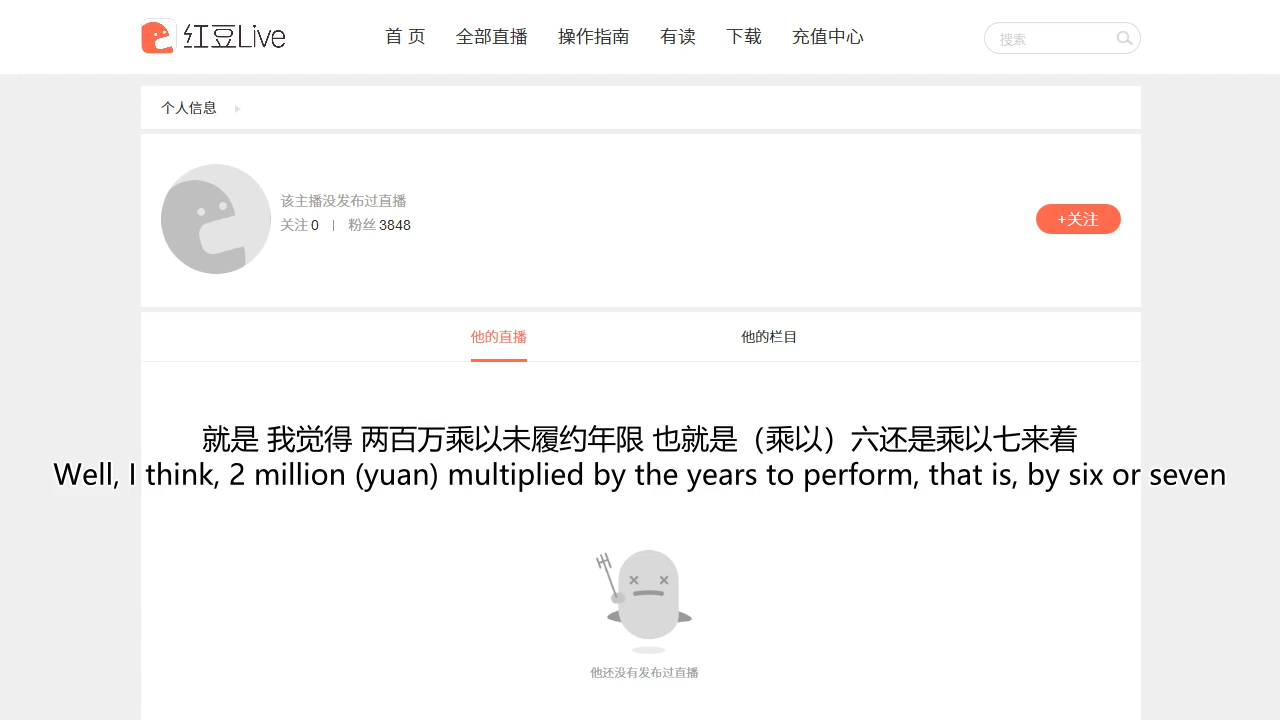 红豆Live
首 页 全部直播 操作指南 有读 下载 充值中心
搜索
个人信息
该主播没发布过直播
关注 0 | 粉丝 3848
+关注
他的直播 他的栏目
就是 我觉得 两百万乘以未履约年限 也就是（乘以）六还是乘以七来着
Well, I think, 2 million (yuan) multiplied by the years to perform, that is, by six or seven
他还没有发布过直播